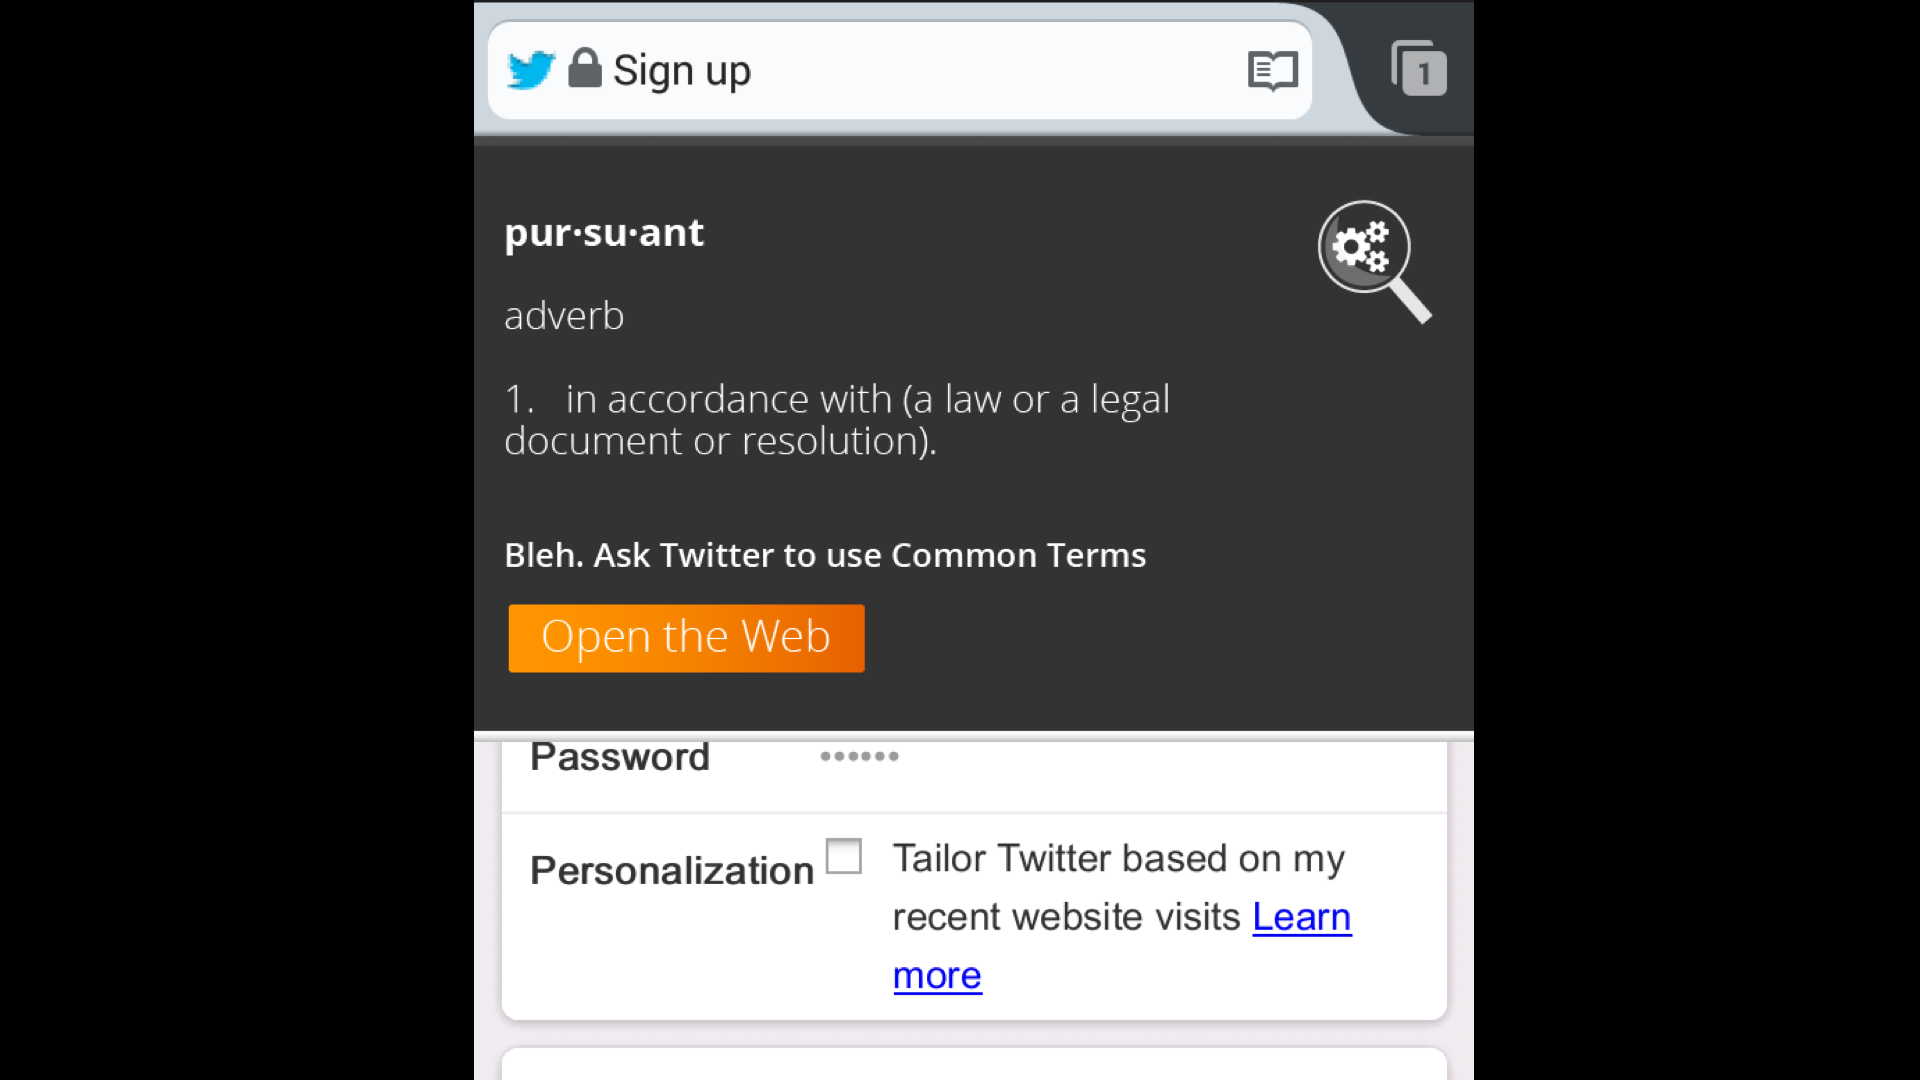 Sign up
1
pur·su·ant
adverb
1. in accordance with (a law or a legal
document or resolution).
Bleh. Ask Twitter to use Common Terms
Open the Web
Password ••••••
Personalization
Tailor Twitter based on my
recent website visits Learn
more